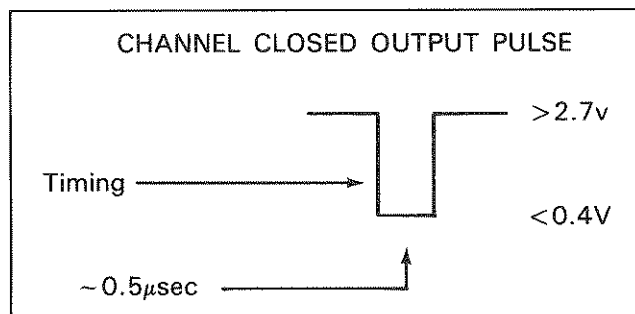 CHANNEL CLOSED OUTPUT PULSE
>2.7v
Timing
<0.4V
~0.5μsec